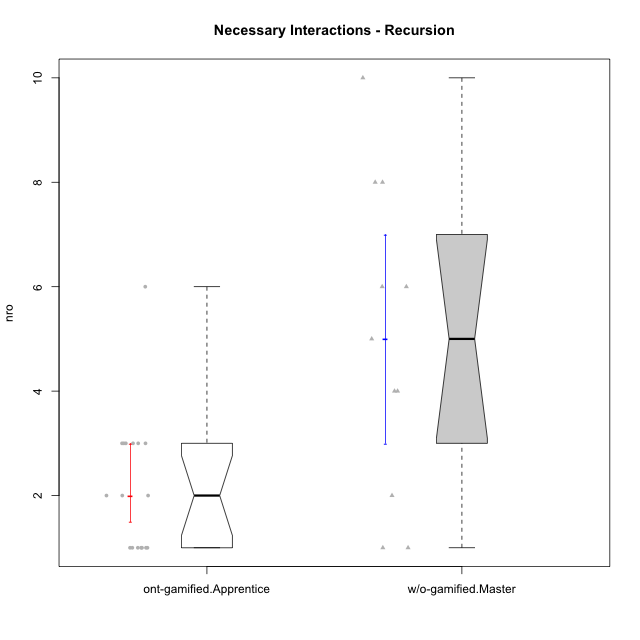 Necessary Interactions - Recursion
10
8
6
4
2
nro
ont-gamified.Apprentice
w/o-gamified.Master